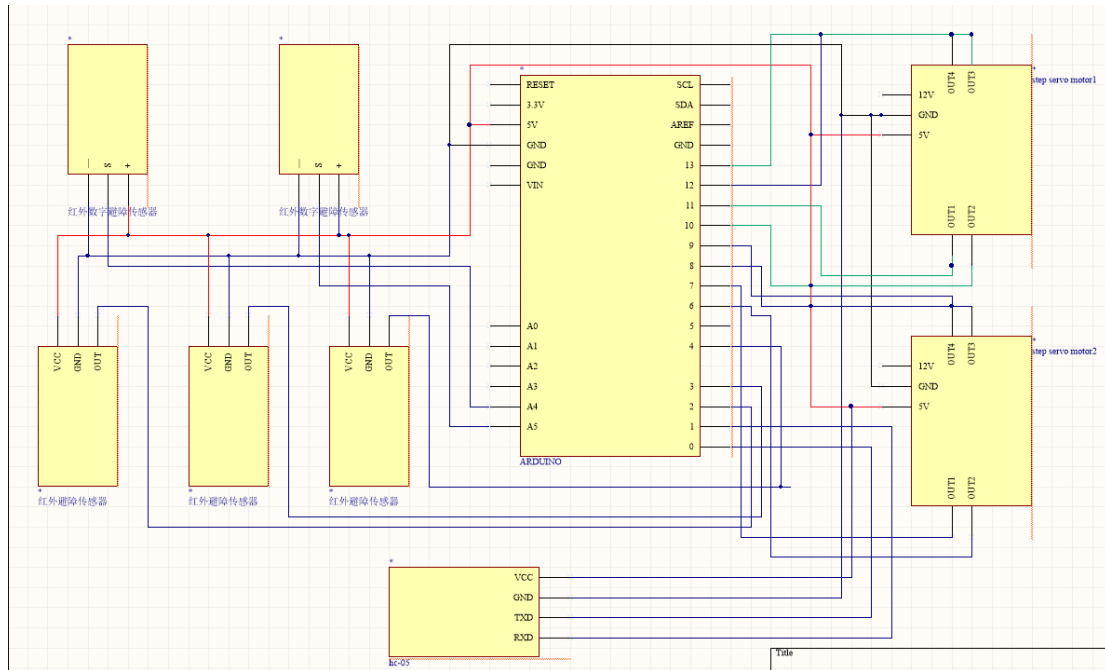 *
*
— S +
— S +
红外数字避障传感器
红外数字避障传感器
VCC GND OUT
VCC GND OUT
VCC GND OUT
*
红外避障传感器
*
红外避障传感器
*
红外避障传感器
*
RESET
3.3V
5V
GND
GND
VIN
A0
A1
A2
A3
A4
A5
SCL
SDA
AREF
GND
13
12
11
10
9
8
7
6
5
4
3
2
1
0
ARDUINO
*
step servo motor1
OUT4 OUT3
12V
GND
5V
OUT1 OUT2
*
step servo motor2
OUT4 OUT3
12V
GND
5V
OUT1 OUT2
*
VCC
GND
TXD
RXD
hc-05
Title